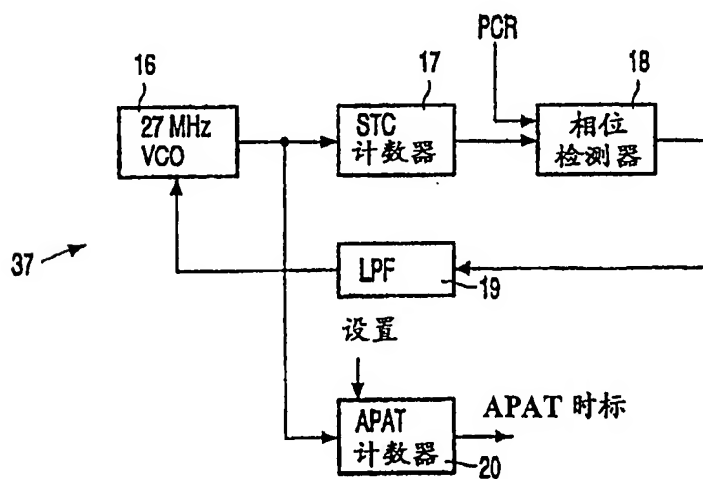 PCR
16
17
18
27 MHz
VCO
STC
计数器
相位
检测器
37
LPF
19
设置
APAT
计数器
20
APAT 时标